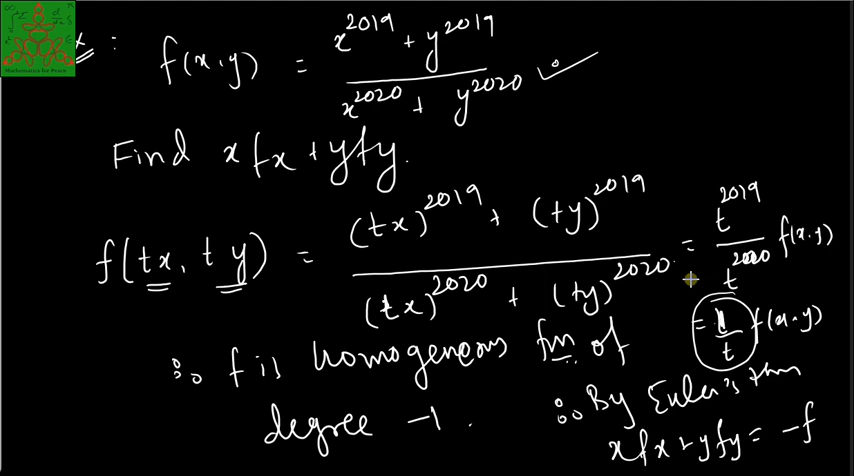 Mathematics for Peace
x :
f(x,y) = x^2019 + y^2019 / x^2020 + y^2020
Find xfx + yfy.
f(tx, ty) = (tx)^2019 + (ty)^2019 / (tx)^2020 + (ty)^2020 = t^2019 / t^2020 f(x,y)
= 1/t f(x,y)
∴ f is homogenous fn of
degree -1.
∴ By Euler's thm
xfx + yfy = -f